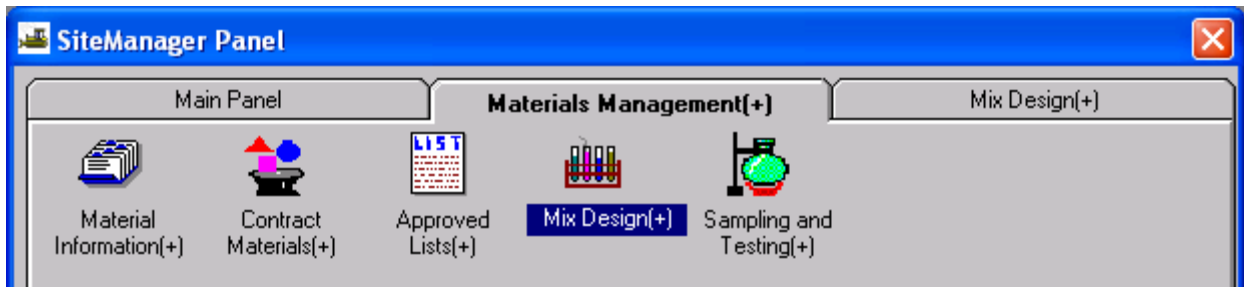 SiteManager Panel
Main Panel
Materials Management(+)
Mix Design(+)
LIST
Material
Information(+)
Contract
Materials(+)
Approved
Lists(+)
Mix Design(+)
Sampling and
Testing(+)